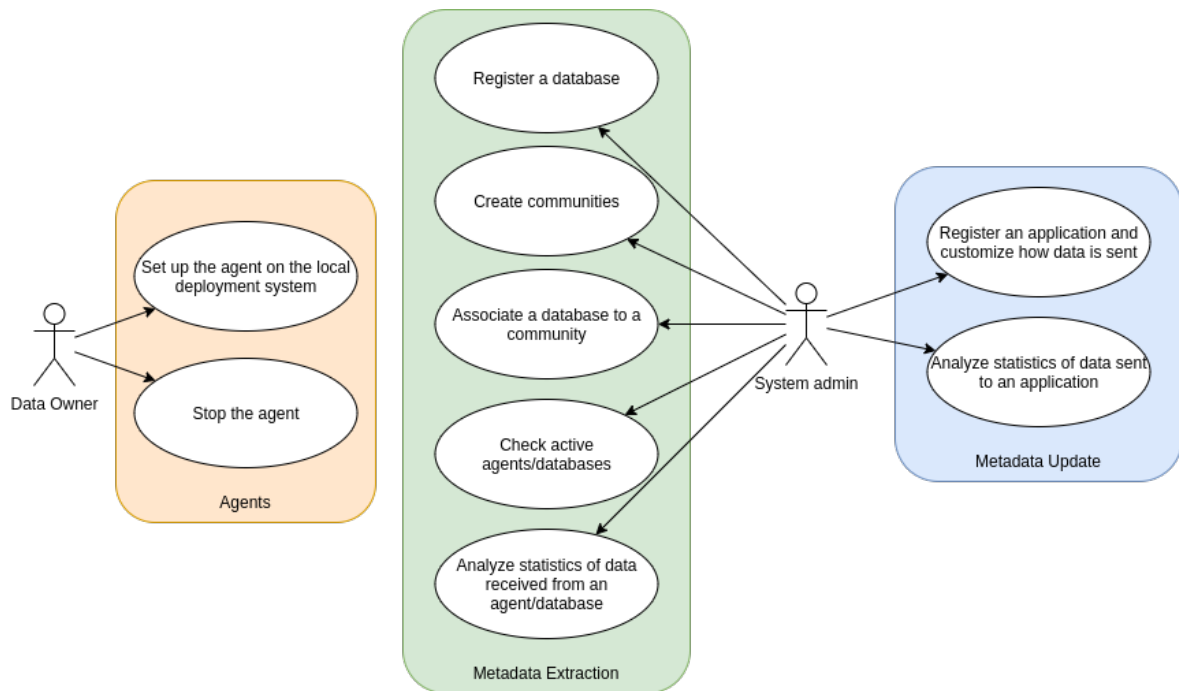 Set up the agent on the local
deployment system
Stop the agent
Data Owner
Agents
Register a database
Create communities
Associate a database to a
community
Check active
agents/databases
Analyze statistics of data
received from an
agent/database
Metadata Extraction
System admin
Register an application and
customize how data is sent
Analyze statistics of data sent
to an application
Metadata Update